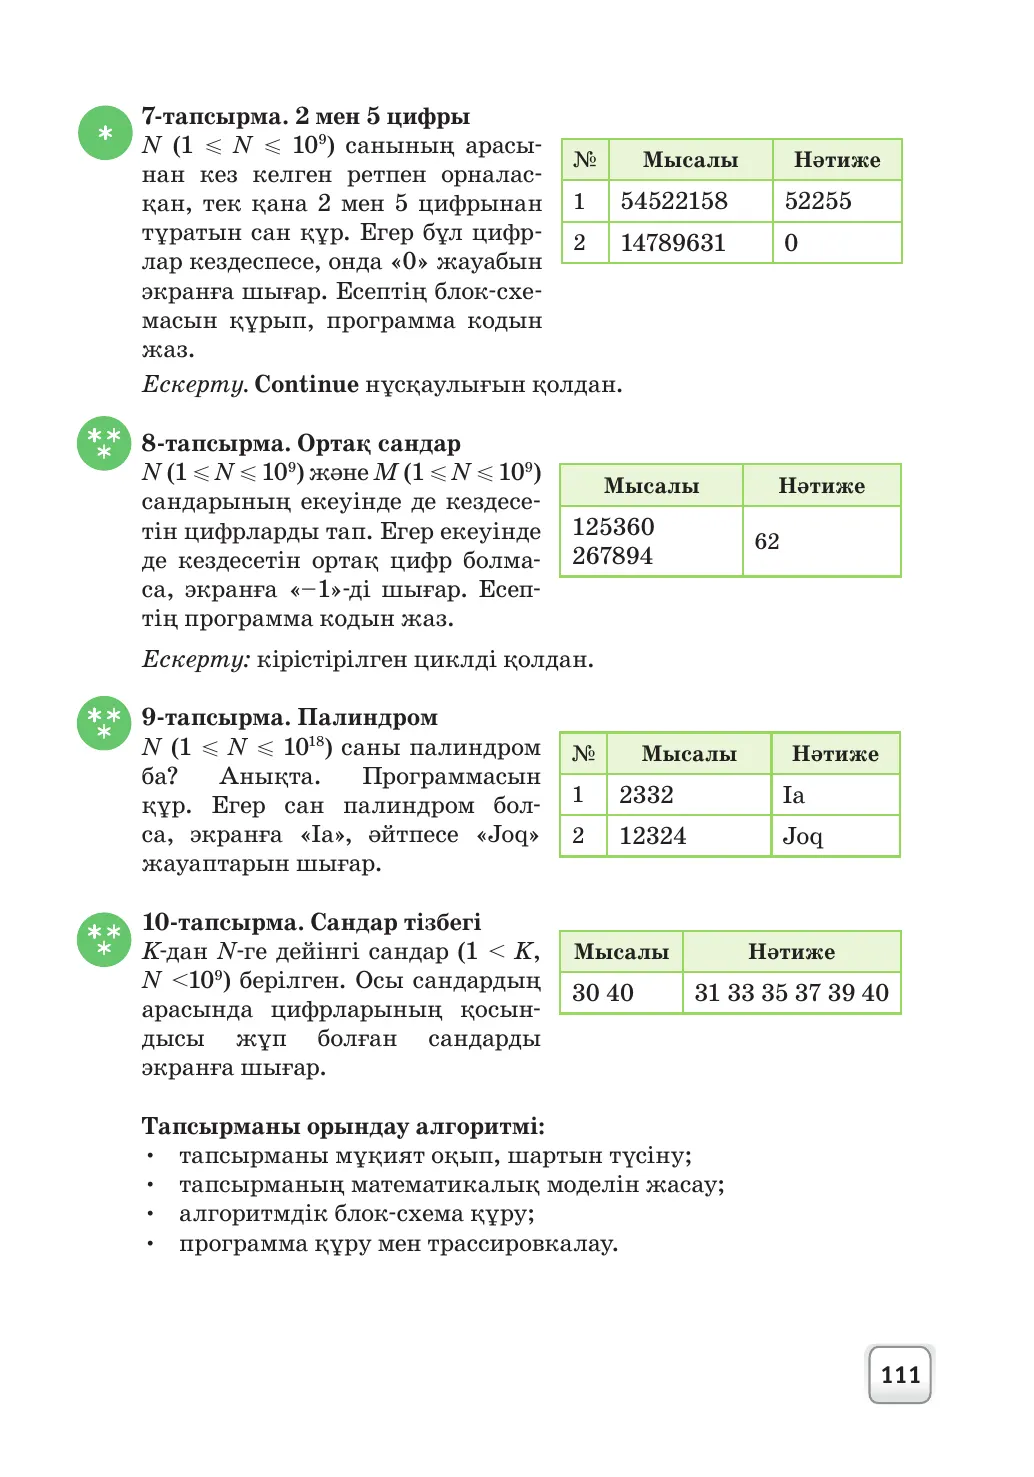 7-тапсырма. 2 мен 5 цифры
N (1 ⩽ N ⩽ 10⁹) санының арасы-
нан кез келген ретпен орналас-
қан, тек қана 2 мен 5 цифрынан
тұратын сан құр. Егер бұл цифр-
лар кездеспесе, онда «0» жауабын
экранға шығар. Есептің блок-схе-
масын құрып, программа кодын
жаз.
№ Мысалы Нәтиже
1 54522158 52255
2 14789631 0
Ескерту. Continue нұсқаулығын қолдан.
8-тапсырма. Ортақ сандар
N (1 ⩽ N ⩽ 10⁹) және M (1 ⩽ N ⩽ 10⁹)
сандарының екеуінде де кездесе-
тін цифрларды тап. Егер екеуінде
де кездесетін ортақ цифр болма-
са, экранға «–1»-ді шығар. Есеп-
тің программа кодын жаз.
Мысалы Нәтиже
125360
267894
62
Ескерту: кірістірілген циклді қолдан.
9-тапсырма. Палиндром
N (1 ⩽ N ⩽ 10¹⁸) саны палиндром
ба? Анықта. Программасын
құр. Егер сан палиндром бол-
са, экранға «Ia», әйтпесе «Joq»
жауаптарын шығар.
№ Мысалы Нәтиже
1 2332 Ia
2 12324 Joq
10-тапсырма. Сандар тізбегі
K-дан N-ге дейінгі сандар (1 < K,
N <10⁹) берілген. Осы сандардың
арасында цифрларының қосын-
дысы жұп болған сандарды
экранға шығар.
Мысалы Нәтиже
30 40 31 33 35 37 39 40
Тапсырманы орындау алгоритмі:
• тапсырманы мұқият оқып, шартын түсіну;
• тапсырманың математикалық моделін жасау;
• алгоритмдік блок-схема құру;
• программа құру мен трассировкалау.
111